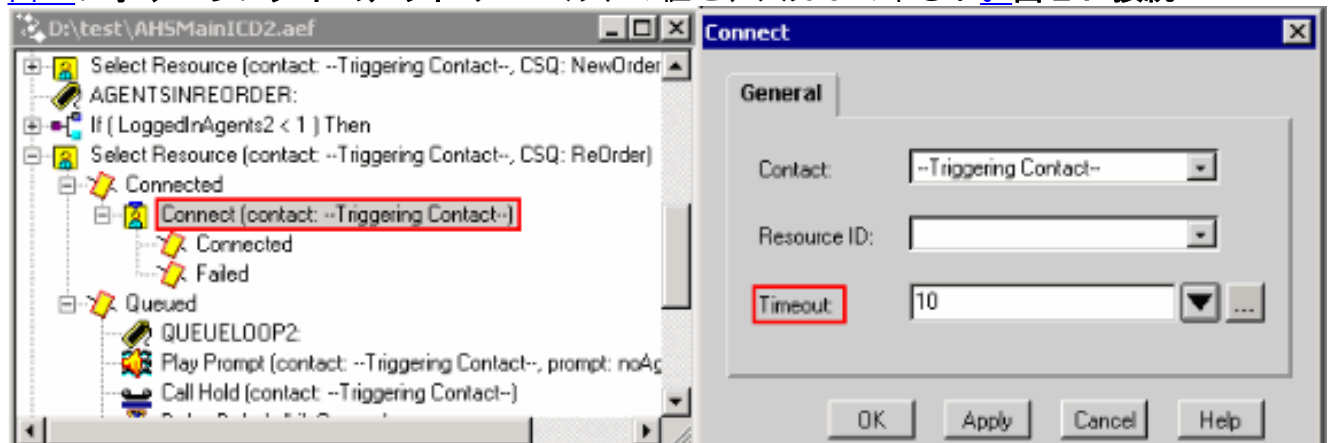 D:\test\AHSMainICD2.aef
Select Resource (contact: --Triggering Contact--, CSQ: NewOrder
AGENTSINREORDER:
If ( LoggedInAgents2 < 1 ) Then
Select Resource (contact: --Triggering Contact--, CSQ: ReOrder)
Connected
Connect (contact: --Triggering Contact--)
Connected
Failed
Queued
QUEUELOOP2:
Play Prompt (contact: --Triggering Contact--, prompt: noAg
Call Hold (contact: --Triggering Contact--)
Connect
General
Contact:
--Triggering Contact--
Resource ID:
Timeout:
10
...
OK
Apply
Cancel
Help